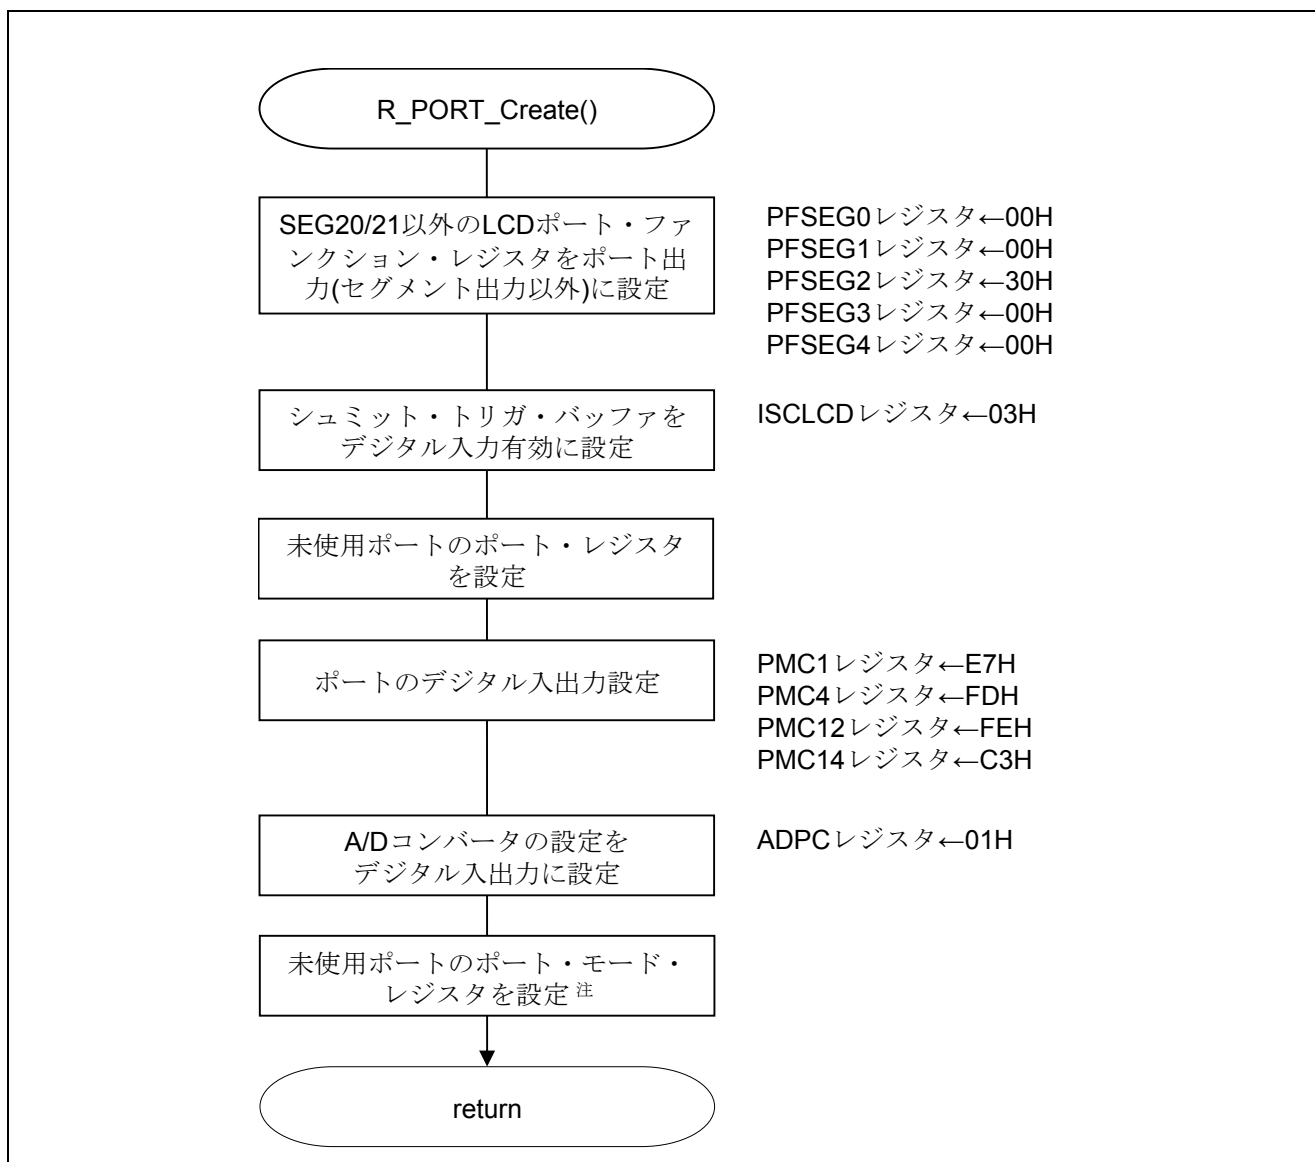 R_PORT_Create()
SEG20/21以外のLCDポート・ファ
ンクション・レジスタをポート出
力(セグメント出力以外)に設定
PFSEG0レジスタ←00H
PFSEG1レジスタ←00H
PFSEG2レジスタ←30H
PFSEG3レジスタ←00H
PFSEG4レジスタ←00H
シュミット・トリガ・バッファを
デジタル入力有効に設定
ISCLCDレジスタ←03H
未使用ポートのポート・レジスタ
を設定
ポートのデジタル入出力設定
PMC1レジスタ←E7H
PMC4レジスタ←FDH
PMC12レジスタ←FEH
PMC14レジスタ←C3H
A/Dコンバータの設定を
デジタル入出力に設定
ADPCレジスタ←01H
未使用ポートのポート・モード・
レジスタを設定 注
return